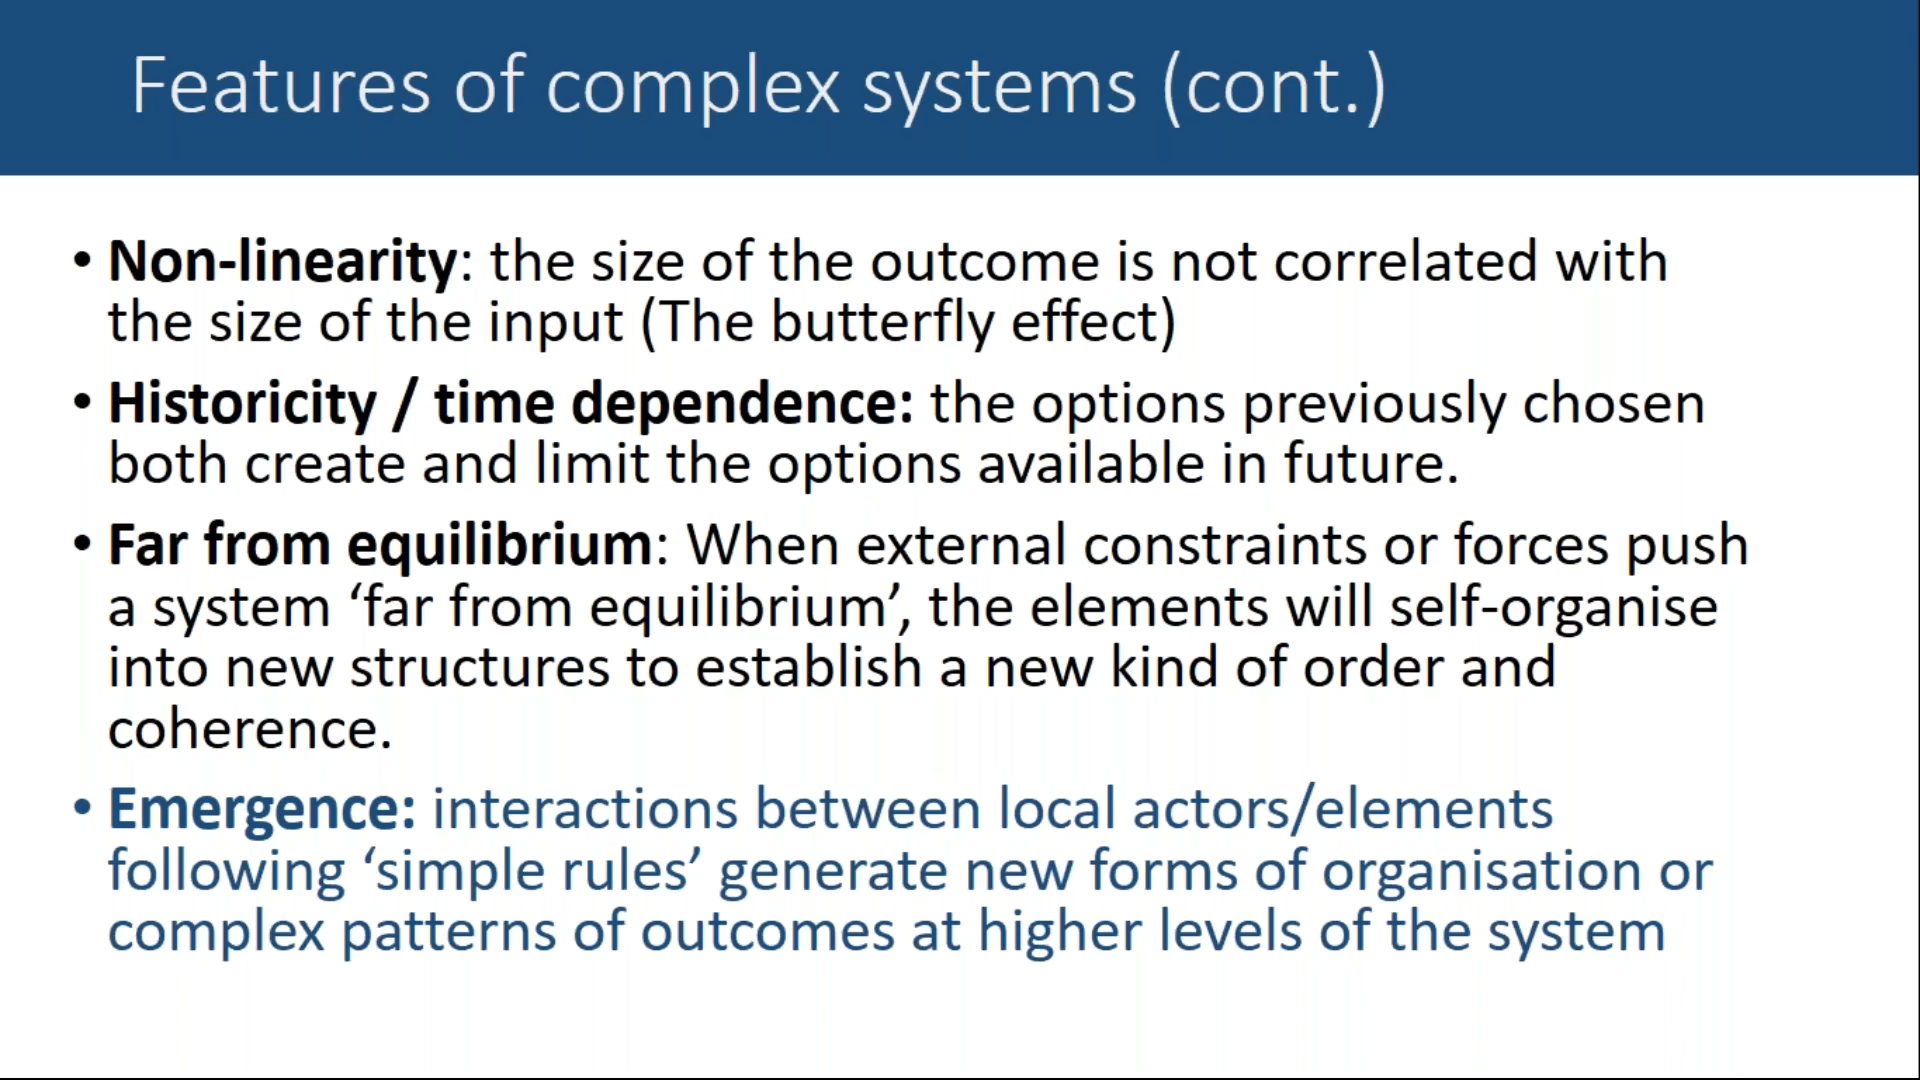 Features of complex systems (cont.)
• Non-linearity: the size of the outcome is not correlated with
the size of the input (The butterfly effect)
• Historicity / time dependence: the options previously chosen
both create and limit the options available in future.
• Far from equilibrium: When external constraints or forces push
a system ‘far from equilibrium’, the elements will self-organise
into new structures to establish a new kind of order and
coherence.
• Emergence: interactions between local actors/elements
following ‘simple rules’ generate new forms of organisation or
complex patterns of outcomes at higher levels of the system